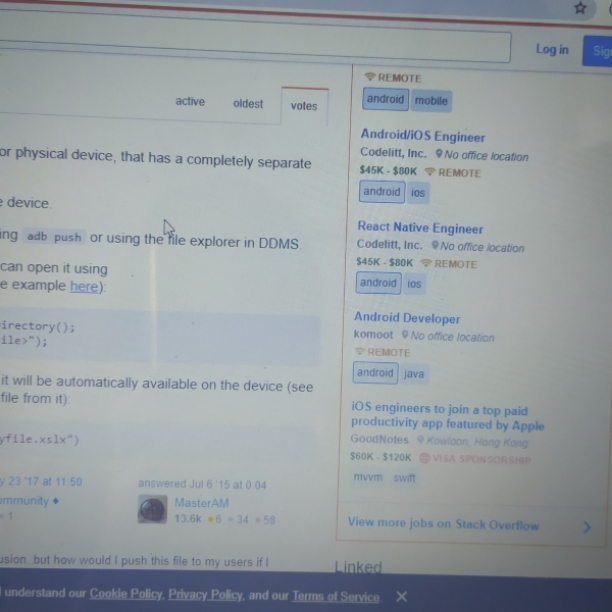 Log in
Sig
active oldest votes
or physical device, that has a completely separate
e device.
ing adb push or using the file explorer in DDMS
can open it using
e example here):
irectory();
ile>");
it will be automatically available on the device (see
file from it):
yfile.xslx")
y 23 '17 at 11:50
mmunity ♦
1
answered Jul 6 '15 at 0:04
MasterAM
13.6k 6 34 58
usion. but how would I push this file to my users if I
REMOTE
android mobile
Android/iOS Engineer
Codelitt, Inc. No office location
$45K - $80K REMOTE
android ios
React Native Engineer
Codelitt, Inc. No office location
$45K - $80K REMOTE
android ios
Android Developer
komoot No office location
REMOTE
android java
iOS engineers to join a top paid
productivity app featured by Apple
GoodNotes Kowloon, Hong Kong
$60K - $120K VISA SPONSORSHIP
mvvm swift
View more jobs on Stack Overflow
Linked
I understand our Cookie Policy, Privacy Policy, and our Terms of Service